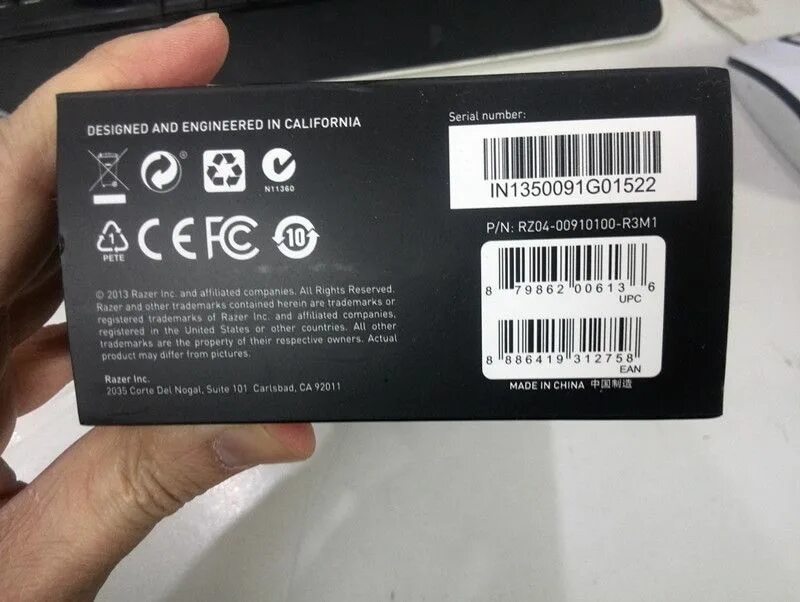 DESIGNED AND ENGINEERED IN CALIFORNIA
N11360
1
PETE
CE FC 10
© 2013 Razer Inc. and affiliated companies. All Rights Reserved.
Razer and other trademarks contained herein are trademarks or
registered trademarks of Razer Inc. and affiliated companies,
registered in the United States or other countries. All other
trademarks are the property of their respective owners. Actual
product may differ from pictures.
Razer Inc.
2035 Corte Del Nogal, Suite 101 Carlsbad, CA 92011
Serial number:
IN1350091G01522
P/N: RZ04-00910100-R3M1
8 79862 00613 6
UPC
8 886419 312758
EAN
MADE IN CHINA 中国制造